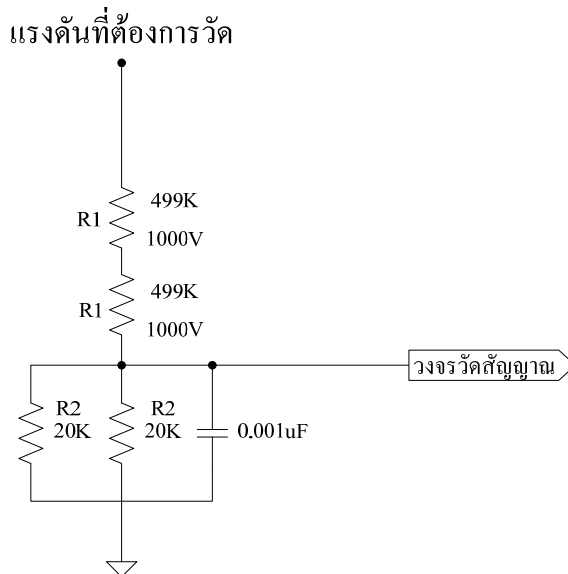 แรงดันที่ต้องการวัด
499K
R1
1000V
499K
R1
1000V
วงจรวัดสัญญาณ
R2
20K
R2
20K
0.001uF